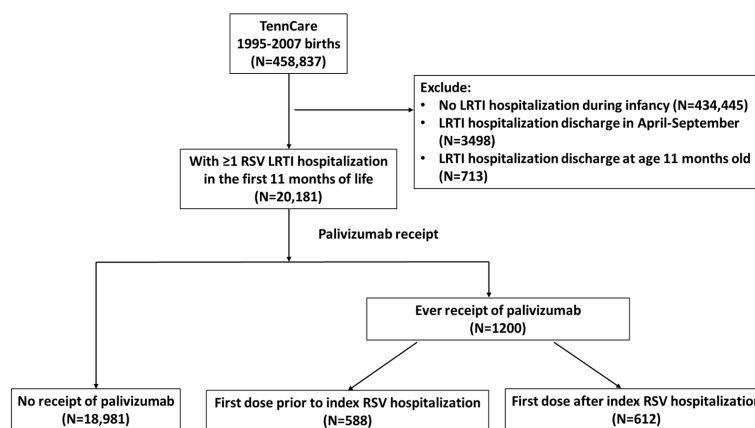 TennCare
1995-2007 births
(N=458,837)
Exclude:
• No LRTI hospitalization during infancy (N=434,445)
• LRTI hospitalization discharge in April-September
(N=3498)
• LRTI hospitalization discharge at age 11 months old
(N=713)
With ≥1 RSV LRTI hospitalization
in the first 11 months of life
(N=20,181)
Palivizumab receipt
Ever receipt of palivizumab
(N=1200)
No receipt of palivizumab
(N=18,981)
First dose prior to index RSV hospitalization
(N=588)
First dose after index RSV hospitalization
(N=612)